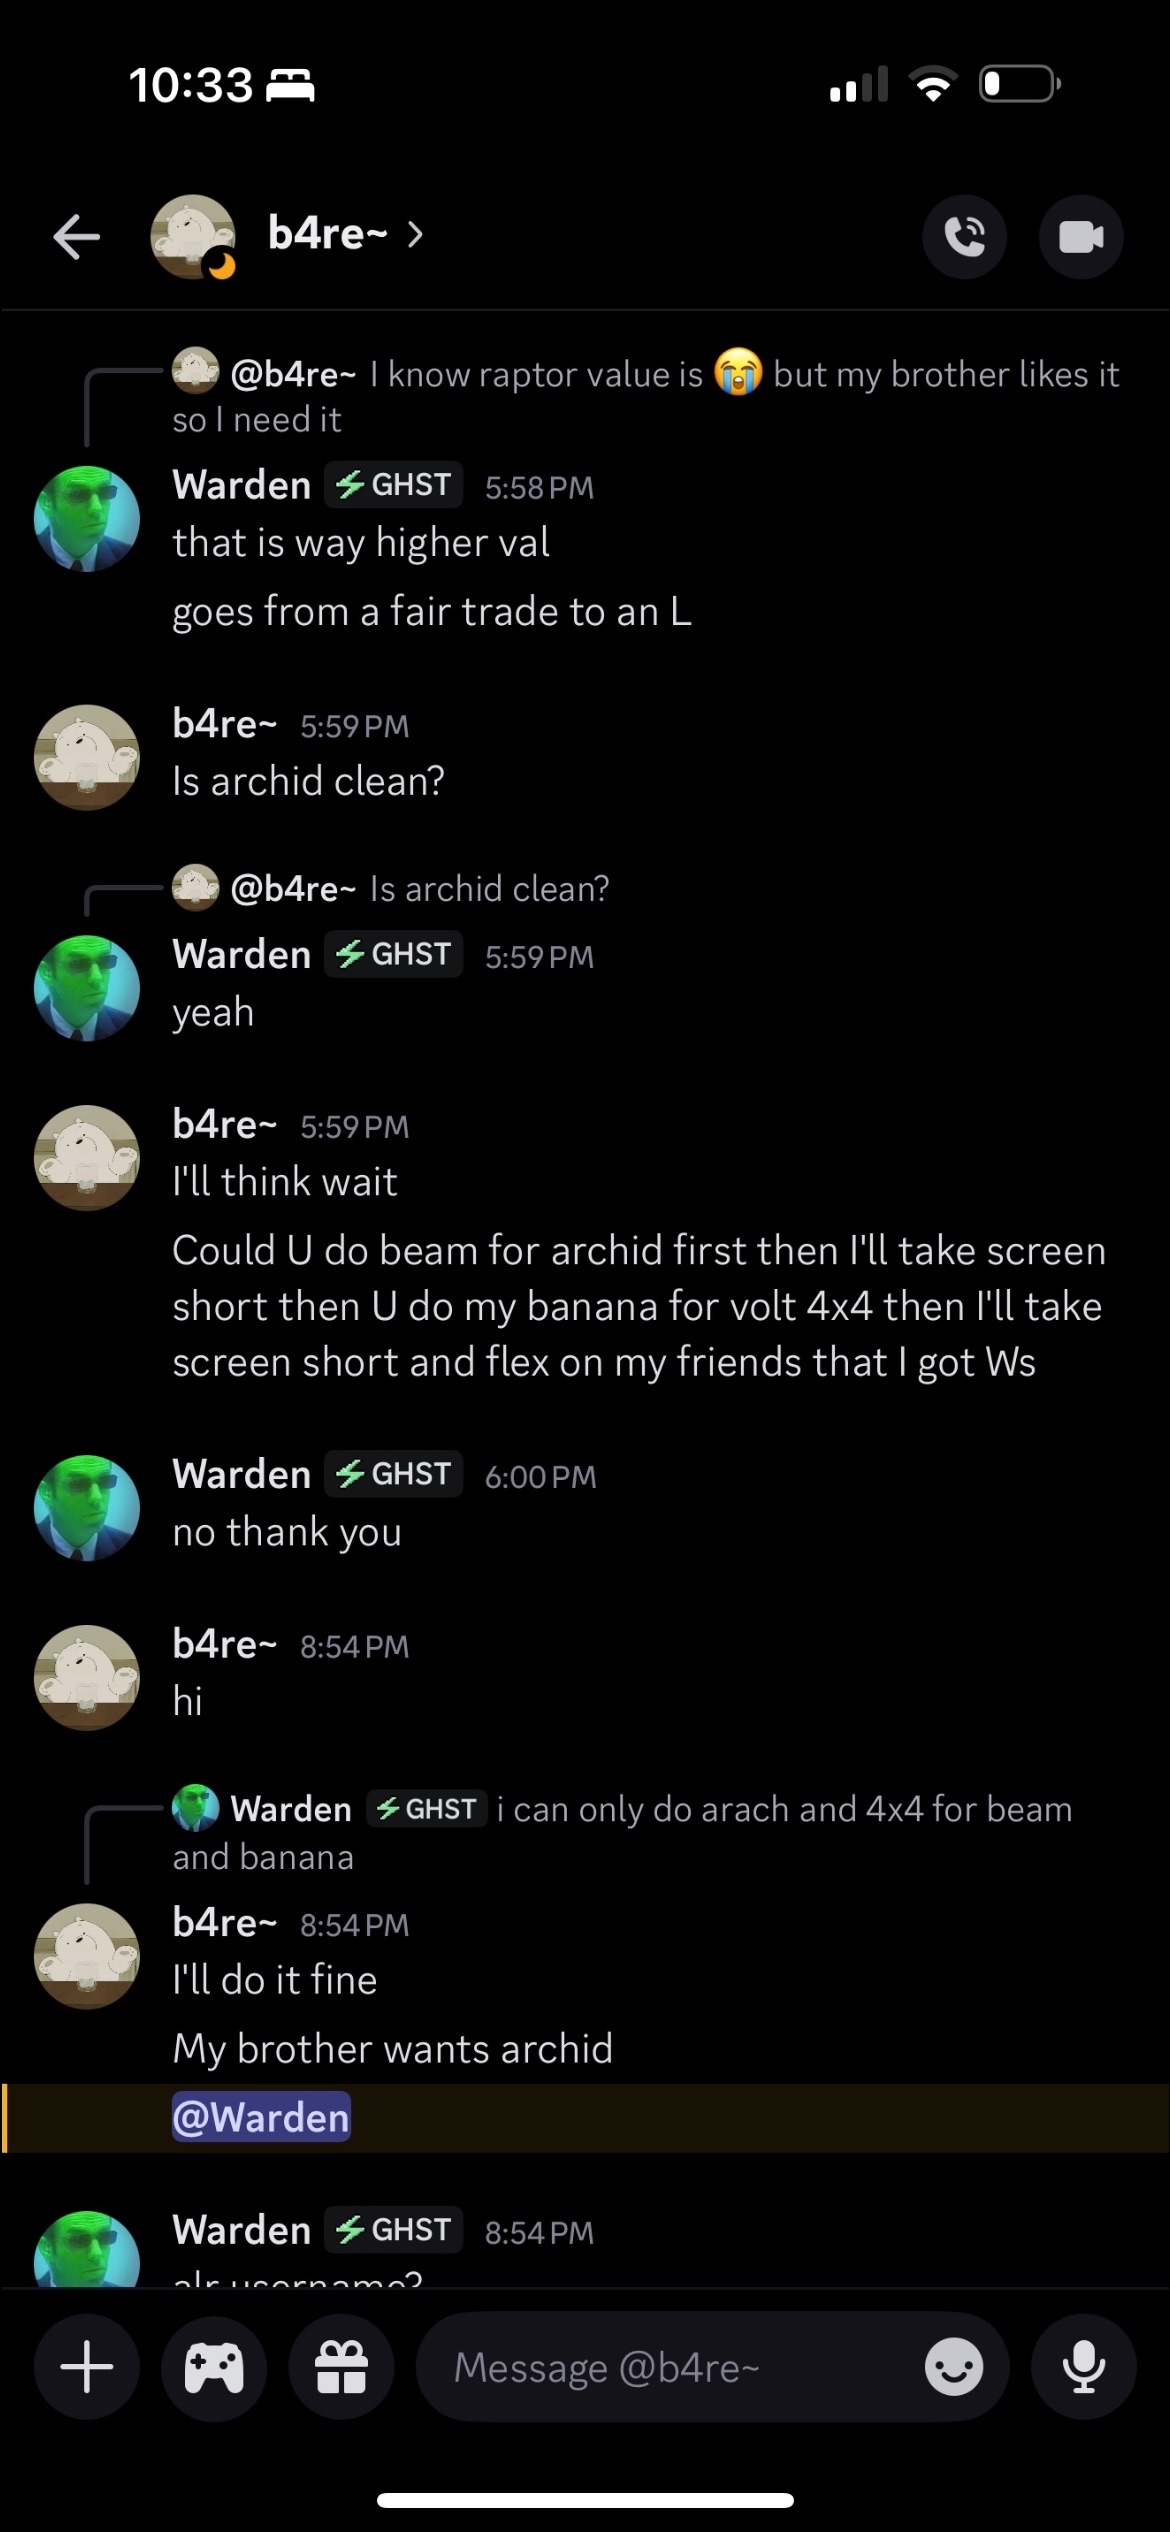 10:33
b4re~
@b4re~ I know raptor value is 😭 but my brother likes it
so I need it
Warden GHST 5:58 PM
that is way higher val
goes from a fair trade to an L
b4re~ 5:59 PM
Is archid clean?
@b4re~ Is archid clean?
Warden GHST 5:59 PM
yeah
b4re~ 5:59 PM
I'll think wait
Could U do beam for archid first then I'll take screen
short then U do my banana for volt 4x4 then I'll take
screen short and flex on my friends that I got Ws
Warden GHST 6:00 PM
no thank you
b4re~ 8:54 PM
hi
Warden GHST i can only do arach and 4x4 for beam
and banana
b4re~ 8:54 PM
I'll do it fine
My brother wants archid
@Warden
Warden GHST 8:54 PM
alr username?
Message @b4re~